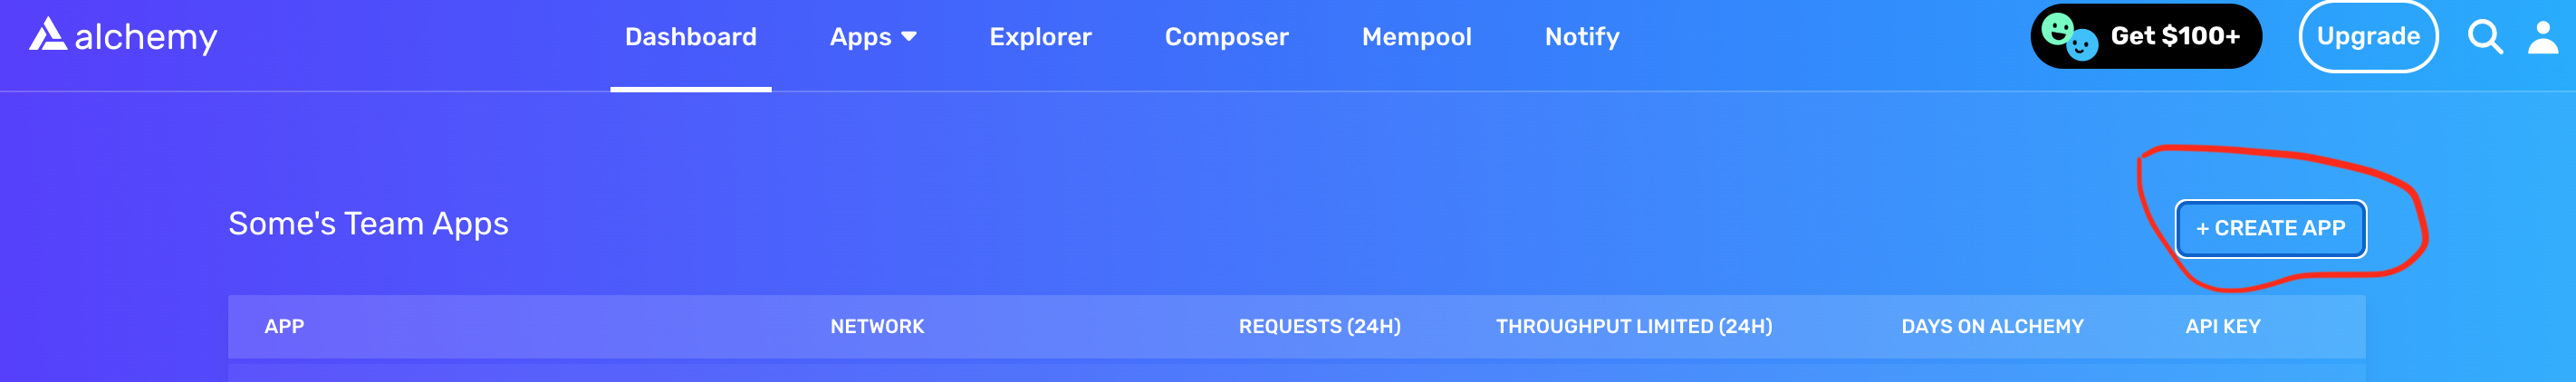 alchemy Dashboard Apps Explorer Composer Mempool Notify Get $100+ Upgrade
Some's Team Apps + CREATE APP
APP NETWORK REQUESTS (24H) THROUGHPUT LIMITED (24H) DAYS ON ALCHEMY API KEY